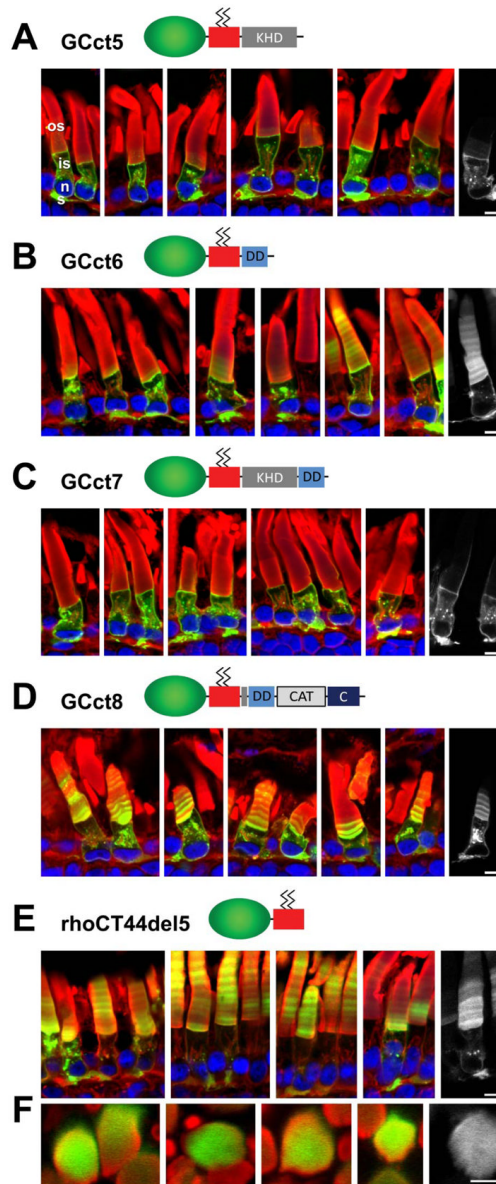 A GCct5 KHD
os
is
n
s
B GCct6 DD
C GCct7 KHD DD
D GCct8 DD CAT C
E rhoCT44del5
F